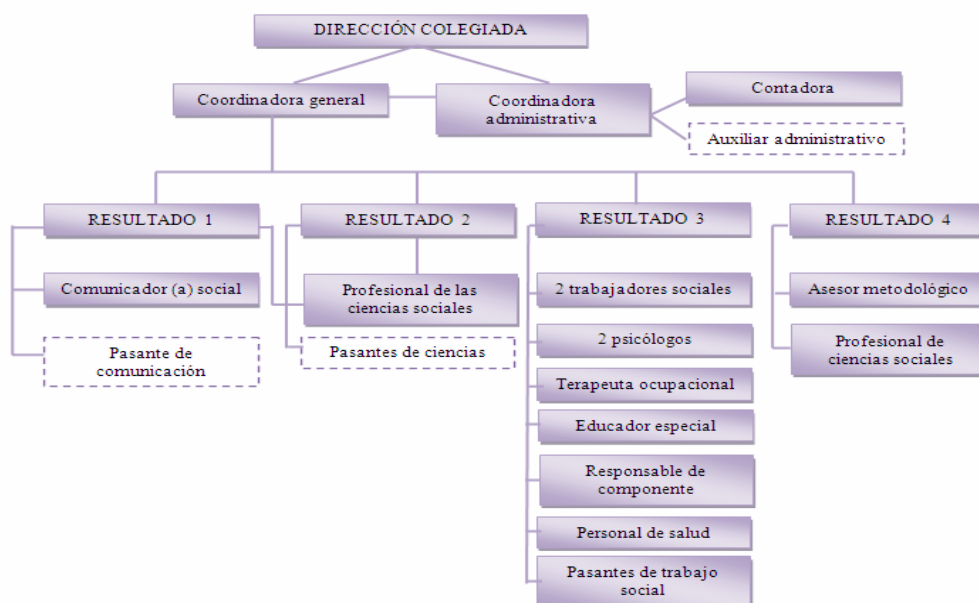 DIRECCIÓN COLEGIADA
Coordinadora general
Coordinadora
administrativa
Contadora
Auxiliar administrativo
RESULTADO 1
RESULTADO 2
RESULTADO 3
RESULTADO 4
Comunicador (a) social
Pasante de
comunicación
Profesional de las
ciencias sociales
Pasantes de ciencias
2 trabajadores sociales
2 psicólogos
Terapeuta ocupacional
Educador especial
Responsable de
componente
Personal de salud
Pasantes de trabajo
social
Asesor metodológico
Profesional de
ciencias sociales